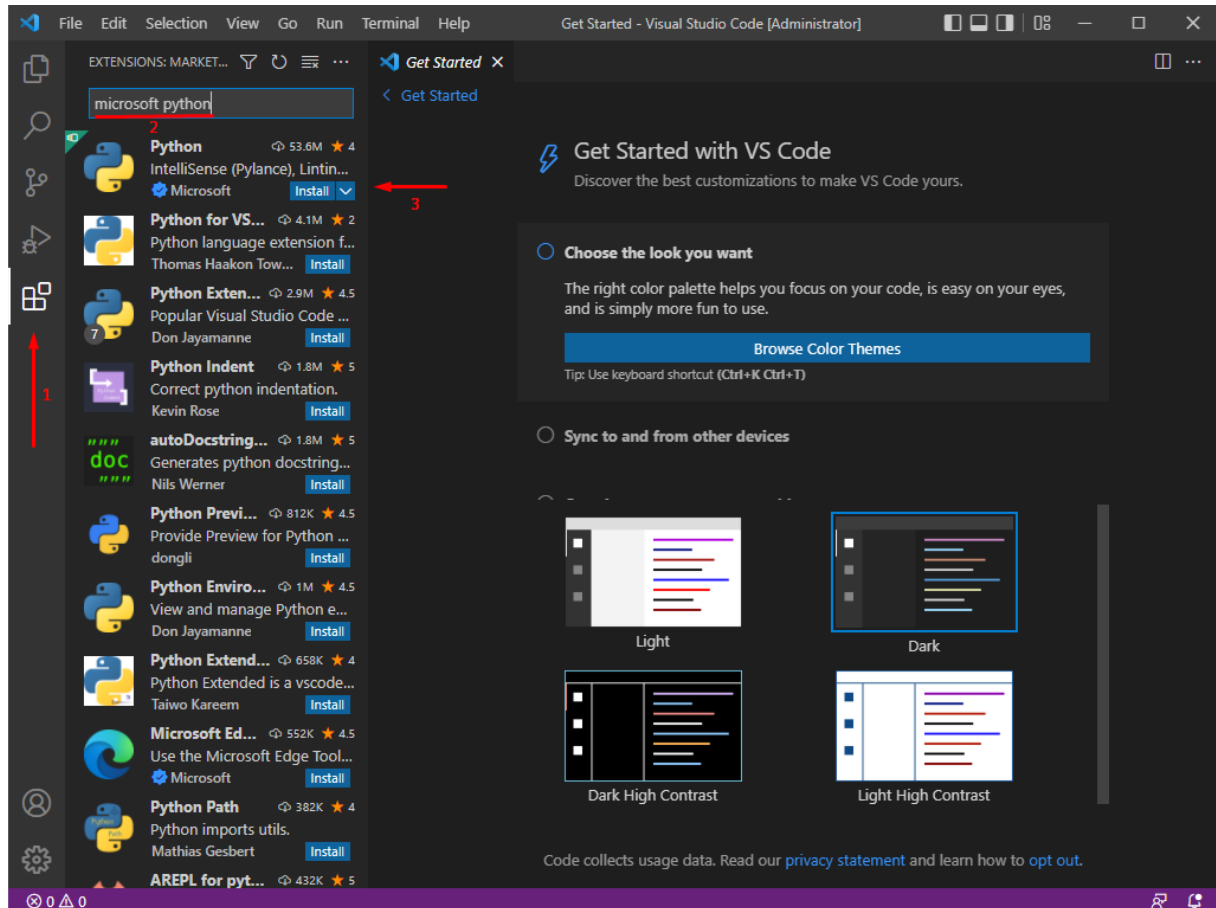 File Edit Selection View Go Run Terminal Help Get Started - Visual Studio Code [Administrator]
EXTENSIONS: MARKET...
Get Started
microsoft python
2
Python 53.6M 4
IntelliSense (Pylance), Lintin...
Microsoft Install
3
Python for VS... 4.1M 2
Python language extension f...
Thomas Haakon Tow... Install
Python Exten... 2.9M 4.5
Popular Visual Studio Code ...
7
Don Jayamanne Install
Python Indent 1.8M 5
Correct python indentation.
Kevin Rose Install
1
autoDocstring... 1.8M 5
Generates python docstring...
Nils Werner Install
""" doc """
Python Previ... 812K 4.5
Provide Preview for Python ...
dongli Install
Python Enviro... 1M 4.5
View and manage Python e...
Don Jayamanne Install
Python Extend... 658K 4
Python Extended is a vscode...
Taiwo Kareem Install
Microsoft Ed... 552K 4.5
Use the Microsoft Edge Tool...
Microsoft Install
Python Path 382K 4
Python imports utils.
Mathias Gesbert Install
AREPL for pyt... 432K 5
Get Started
Get Started with VS Code
Discover the best customizations to make VS Code yours.
Choose the look you want
The right color palette helps you focus on your code, is easy on your eyes,
and is simply more fun to use.
Browse Color Themes
Tip: Use keyboard shortcut (Ctrl+K Ctrl+T)
Sync to and from other devices
Light
Dark
Dark High Contrast
Light High Contrast
Code collects usage data. Read our privacy statement and learn how to opt out.
0 0